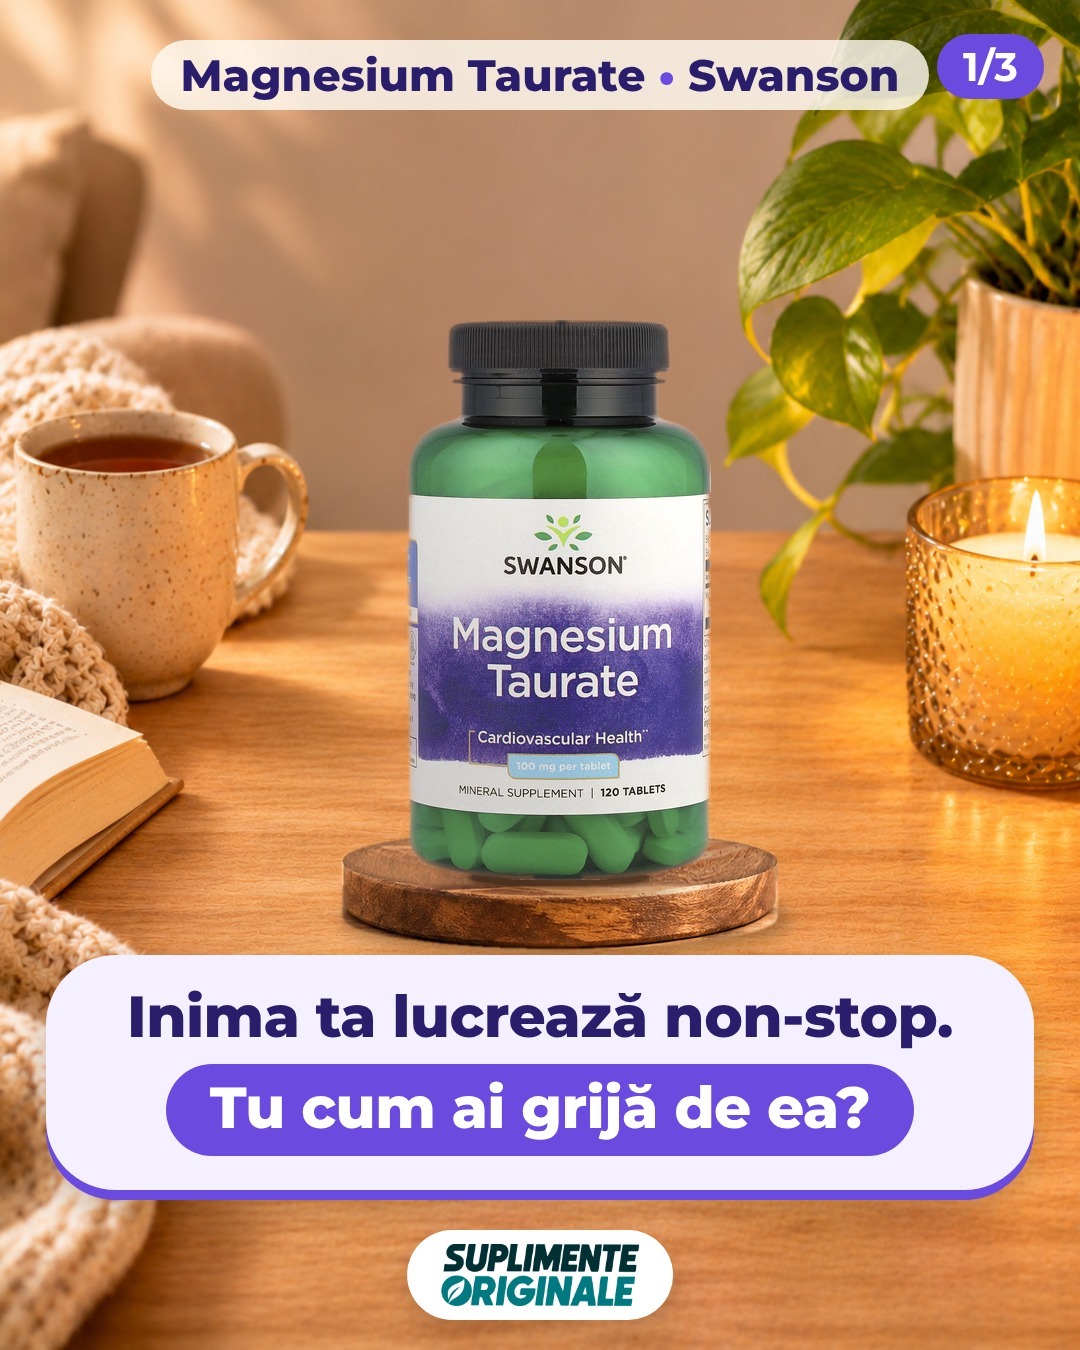 Magnesium Taurate • Swanson
1/3
SWANSON
Magnesium
Taurate
Cardiovascular Health
100 mg per tablet
MINERAL SUPPLEMENT | 120 TABLETS
Inima ta lucrează non-stop.
Tu cum ai grijă de ea?
SUPLIMENTE
ORIGINALE